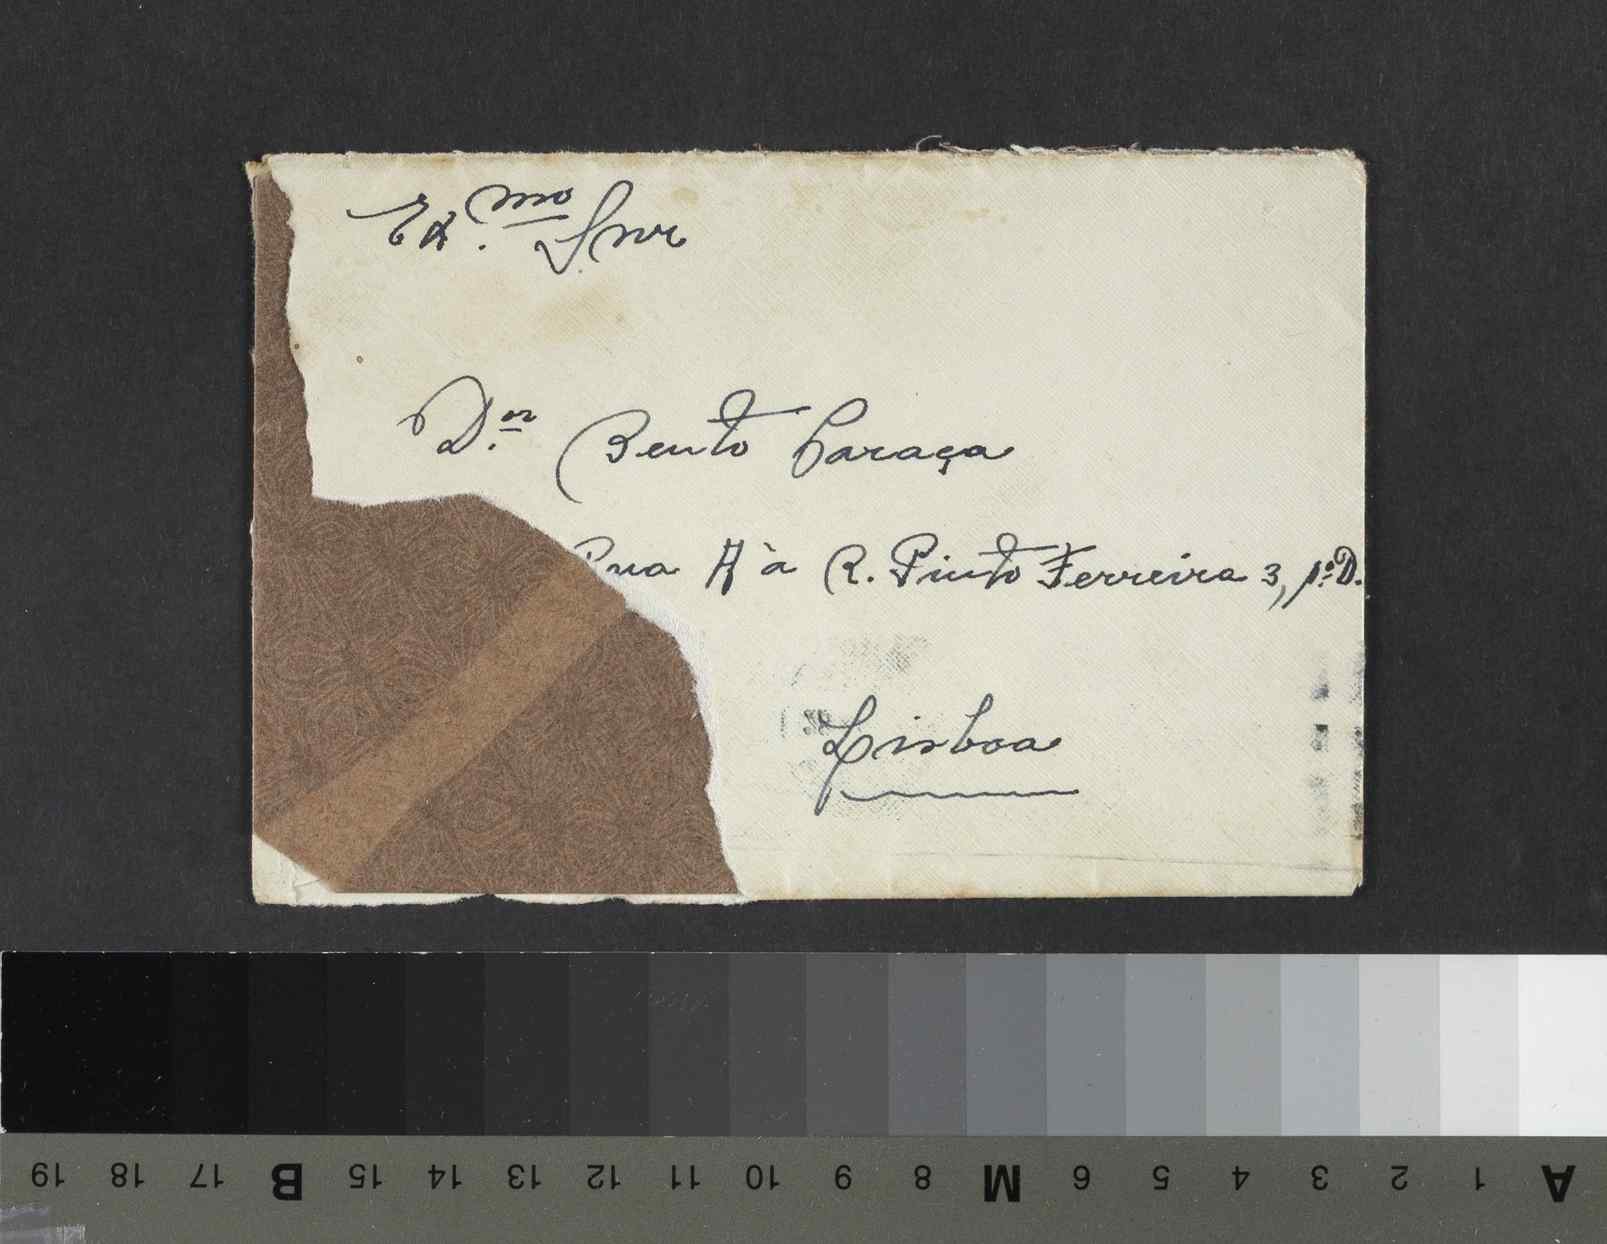 Ex.mo Snr
D.or Bento Caraça
Rua A à R. Pinto Ferreira 3, 1º D.
Lisboa
19 18 17 B 15 14 13 12 11 10 9 8 M 6 5 4 3 2 1 A